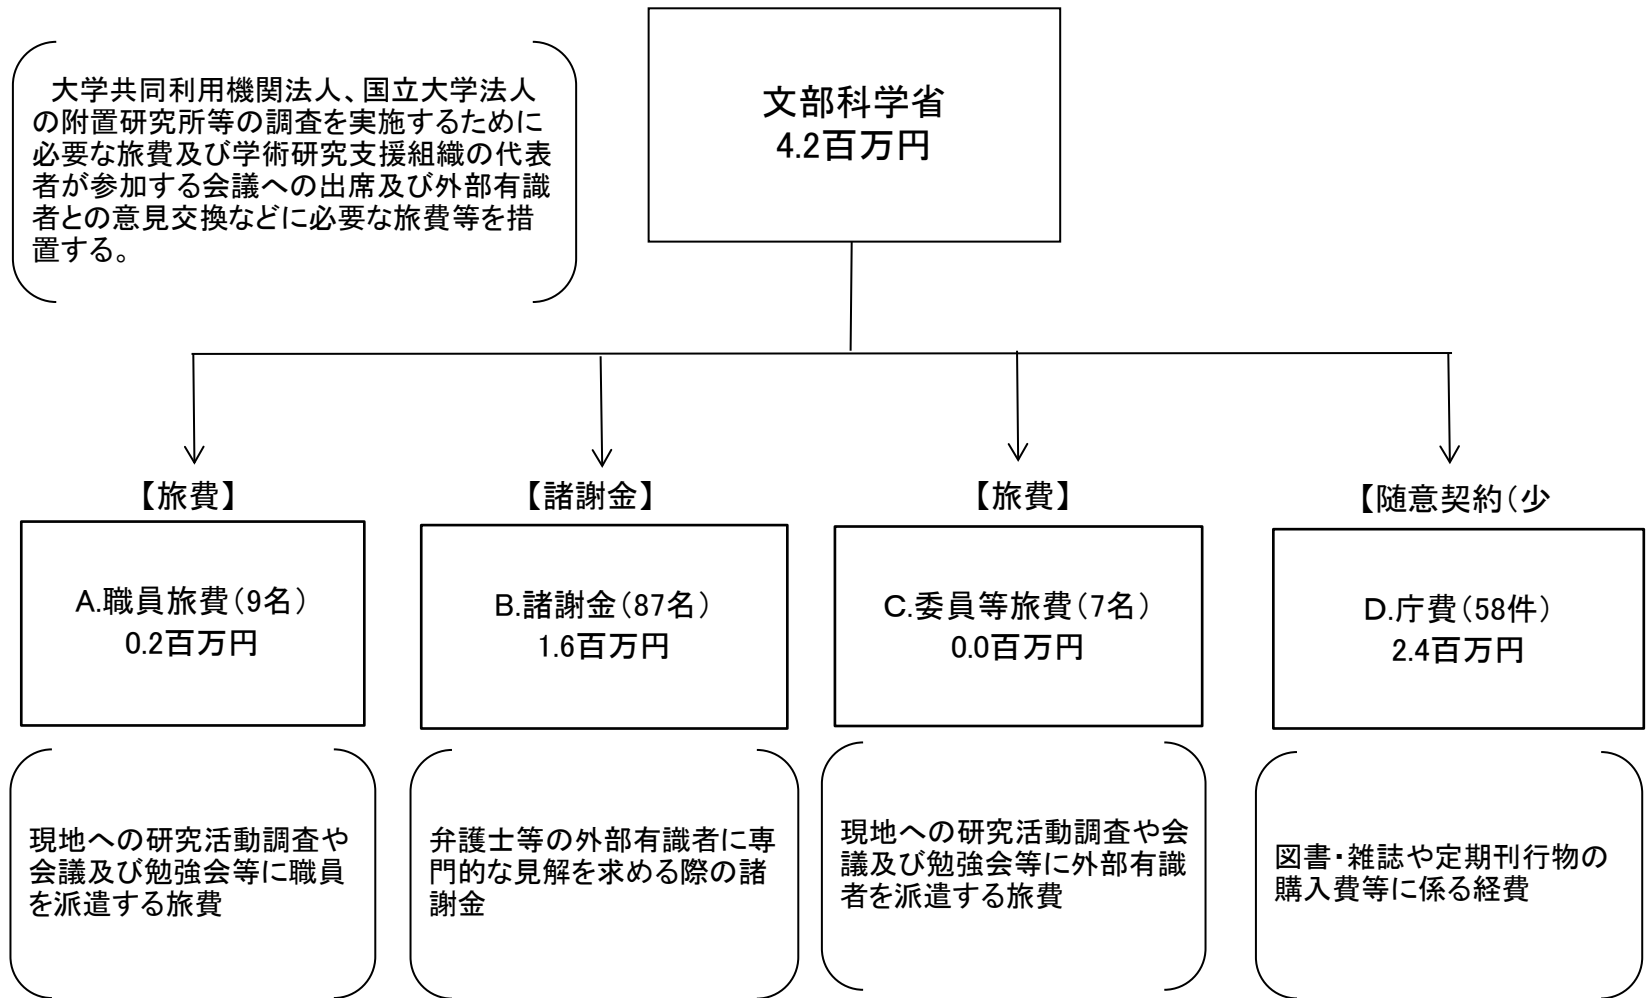 大学共同利用機関法人、国立大学法人
の附置研究所等の調査を実施するために
必要な旅費及び学術研究支援組織の代表
者が参加する会議への出席及び外部有識
者との意見交換などに必要な旅費等を措
置する。
文部科学省
4.2百万円
【旅費】
A.職員旅費(9名)
0.2百万円
現地への研究活動調査や
会議及び勉強会等に職員
を派遣する旅費
【諸謝金】
B.諸謝金(87名)
1.6百万円
弁護士等の外部有識者に専
門的な見解を求める際の諸
謝金
【旅費】
C.委員等旅費(7名)
0.0百万円
現地への研究活動調査や会
議及び勉強会等に外部有識
者を派遣する旅費
【随意契約(少
D.庁費(58件)
2.4百万円
図書・雑誌や定期刊行物の
購入費等に係る経費